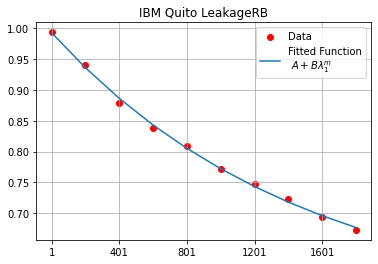 IBM Quito LeakageRB
Data
Fitted Function
A + Bλ₁ᵐ
1.00
0.95
0.90
0.85
0.80
0.75
0.70
1 401 801 1201 1601